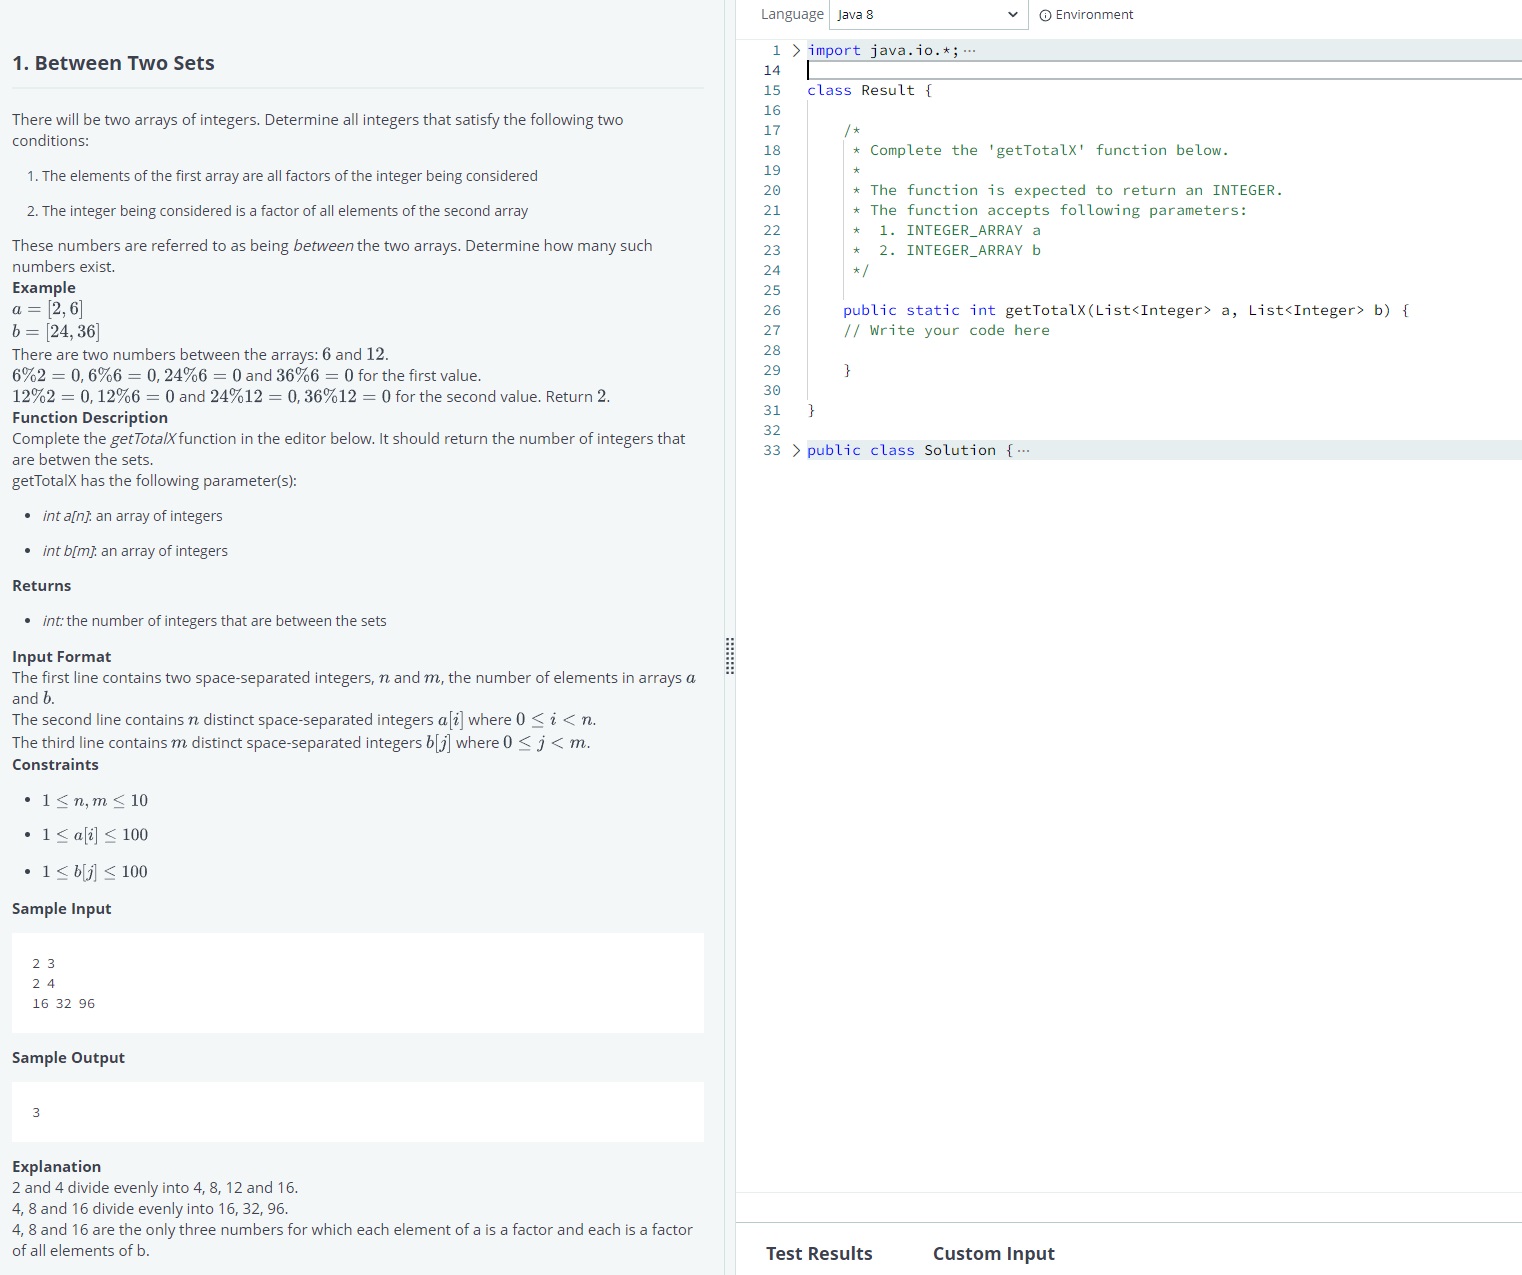 1. Between Two Sets
There will be two arrays of integers. Determine all integers that satisfy the following two
conditions:
1. The elements of the first array are all factors of the integer being considered
2. The integer being considered is a factor of all elements of the second array
These numbers are referred to as being between the two arrays. Determine how many such
numbers exist.
Example
a = [2, 6]
b = [24, 36]
There are two numbers between the arrays: 6 and 12.
6%2 = 0, 6%6 = 0, 24%6 = 0 and 36%6 = 0 for the first value.
12%2 = 0, 12%6 = 0 and 24%12 = 0, 36%12 = 0 for the second value. Return 2.
Function Description
Complete the getTotalX function in the editor below. It should return the number of integers that
are betwen the sets.
getTotalX has the following parameter(s):
• int a[n]: an array of integers
• int b[m]: an array of integers
Returns
• int: the number of integers that are between the sets
Input Format
The first line contains two space-separated integers, n and m, the number of elements in arrays a
and b.
The second line contains n distinct space-separated integers a[i] where 0 ≤ i < n.
The third line contains m distinct space-separated integers b[j] where 0 ≤ j < m.
Constraints
• 1 ≤ n, m ≤ 10
• 1 ≤ a[i] ≤ 100
• 1 ≤ b[j] ≤ 100
Sample Input
2 3
2 4
16 32 96
Sample Output
3
Explanation
2 and 4 divide evenly into 4, 8, 12 and 16.
4, 8 and 16 divide evenly into 16, 32, 96.
4, 8 and 16 are the only three numbers for which each element of a is a factor and each is a factor
of all elements of b.
Language Java 8 Environment
1 > import java.io.*; ···
14
15 class Result {
16
17 /*
18 * Complete the 'getTotalX' function below.
19 *
20 * The function is expected to return an INTEGER.
21 * The function accepts following parameters:
22 * 1. INTEGER_ARRAY a
23 * 2. INTEGER_ARRAY b
24 */
25
26 public static int getTotalX(List<Integer> a, List<Integer> b) {
27 // Write your code here
28
29 }
30
31 }
32
33 > public class Solution { ···
Test Results Custom Input